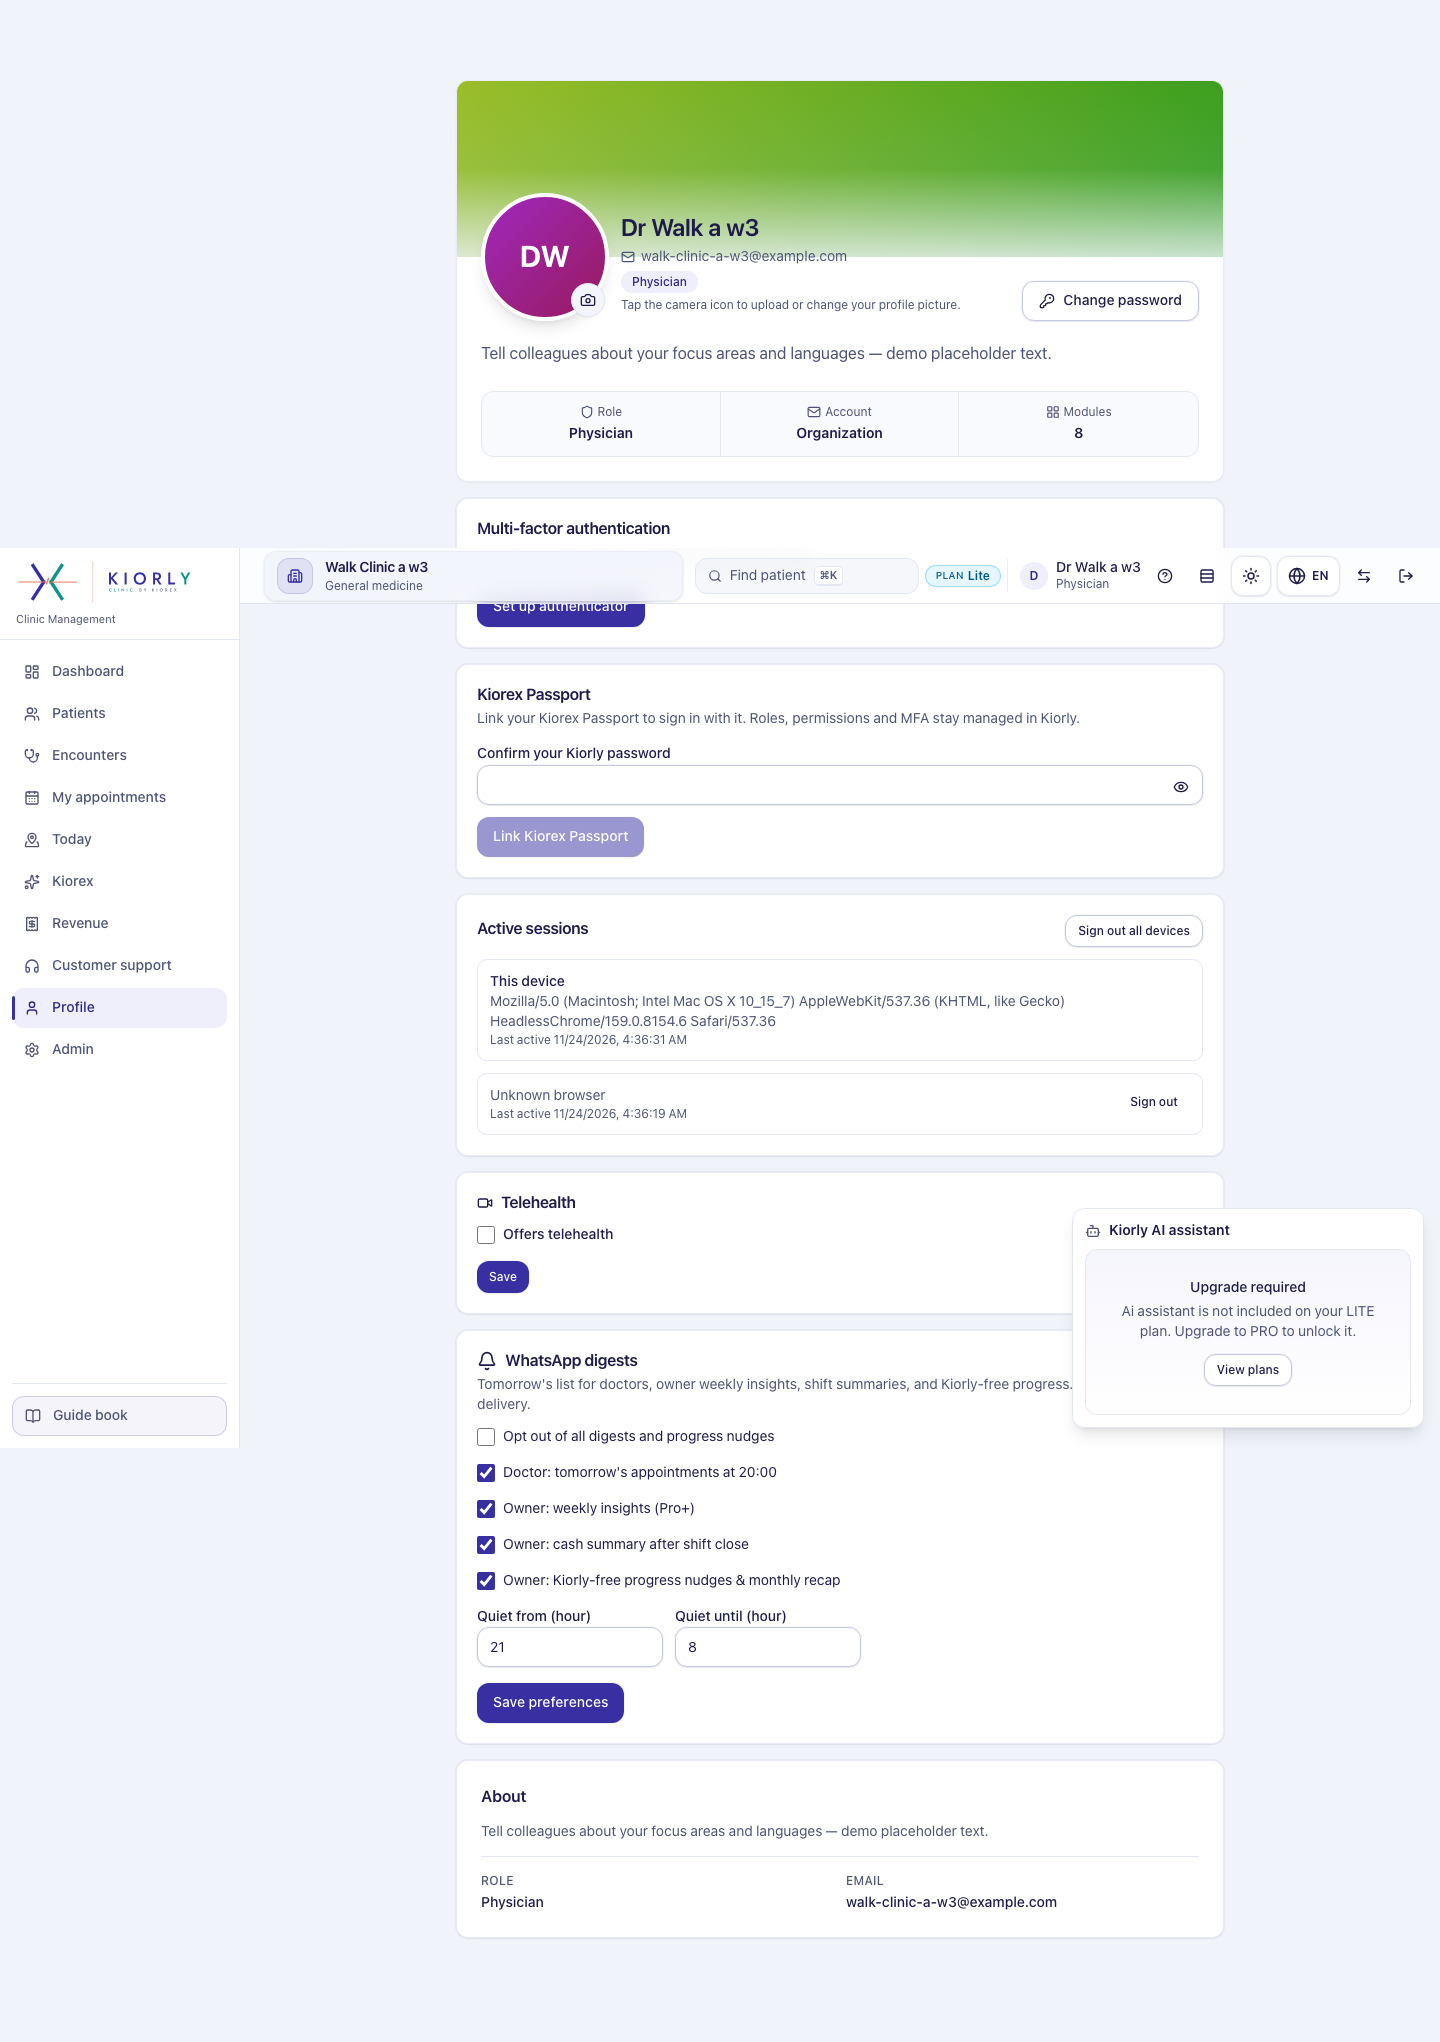 DW
Dr Walk a w3
walk-clinic-a-w3@example.com
Physician
Tap the camera icon to upload or change your profile picture.
Change password
Tell colleagues about your focus areas and languages — demo placeholder text.
Role
Physician
Account
Organization
Modules
8
Multi-factor authentication
KIORLY
CLINIC BY KIOREX
Clinic Management
Walk Clinic a w3
General medicine
Find patient
⌘K
PLAN Lite
D
Dr Walk a w3
Physician
EN
Set up authenticator
Dashboard
Patients
Encounters
My appointments
Today
Kiorex
Revenue
Customer support
Profile
Admin
Guide book
Kiorex Passport
Link your Kiorex Passport to sign in with it. Roles, permissions and MFA stay managed in Kiorly.
Confirm your Kiorly password
Link Kiorex Passport
Active sessions
Sign out all devices
This device
Mozilla/5.0 (Macintosh; Intel Mac OS X 10_15_7) AppleWebKit/537.36 (KHTML, like Gecko)
HeadlessChrome/159.0.8154.6 Safari/537.36
Last active 11/24/2026, 4:36:31 AM
Unknown browser
Last active 11/24/2026, 4:36:19 AM
Sign out
Telehealth
Offers telehealth
Save
Kiorly AI assistant
Upgrade required
Ai assistant is not included on your LITE
plan. Upgrade to PRO to unlock it.
View plans
WhatsApp digests
Tomorrow's list for doctors, owner weekly insights, shift summaries, and Kiorly-free progress.
delivery.
Opt out of all digests and progress nudges
Doctor: tomorrow's appointments at 20:00
Owner: weekly insights (Pro+)
Owner: cash summary after shift close
Owner: Kiorly-free progress nudges & monthly recap
Quiet from (hour)
21
Quiet until (hour)
8
Save preferences
About
Tell colleagues about your focus areas and languages — demo placeholder text.
ROLE
Physician
EMAIL
walk-clinic-a-w3@example.com